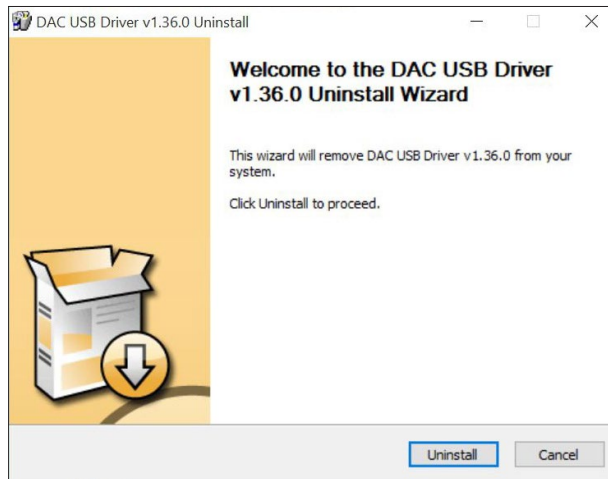 DAC USB Driver v1.36.0 Uninstall
Welcome to the DAC USB Driver
v1.36.0 Uninstall Wizard
This wizard will remove DAC USB Driver v1.36.0 from your
system.
Click Uninstall to proceed.
Uninstall
Cancel